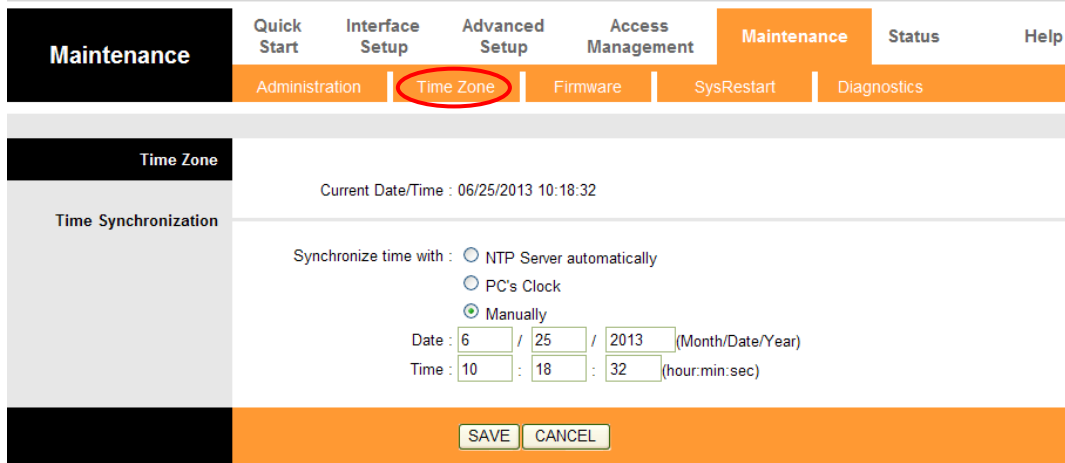 Maintenance
Quick Start
Interface Setup
Advanced Setup
Access Management
Maintenance
Status
Help
Administration
Time Zone
Firmware
SysRestart
Diagnostics
Time Zone
Current Date/Time : 06/25/2013 10:18:32
Time Synchronization
Synchronize time with : NTP Server automatically
PC's Clock
Manually
Date : 6 / 25 / 2013 (Month/Date/Year)
Time : 10 : 18 : 32 (hour:min:sec)
SAVE CANCEL